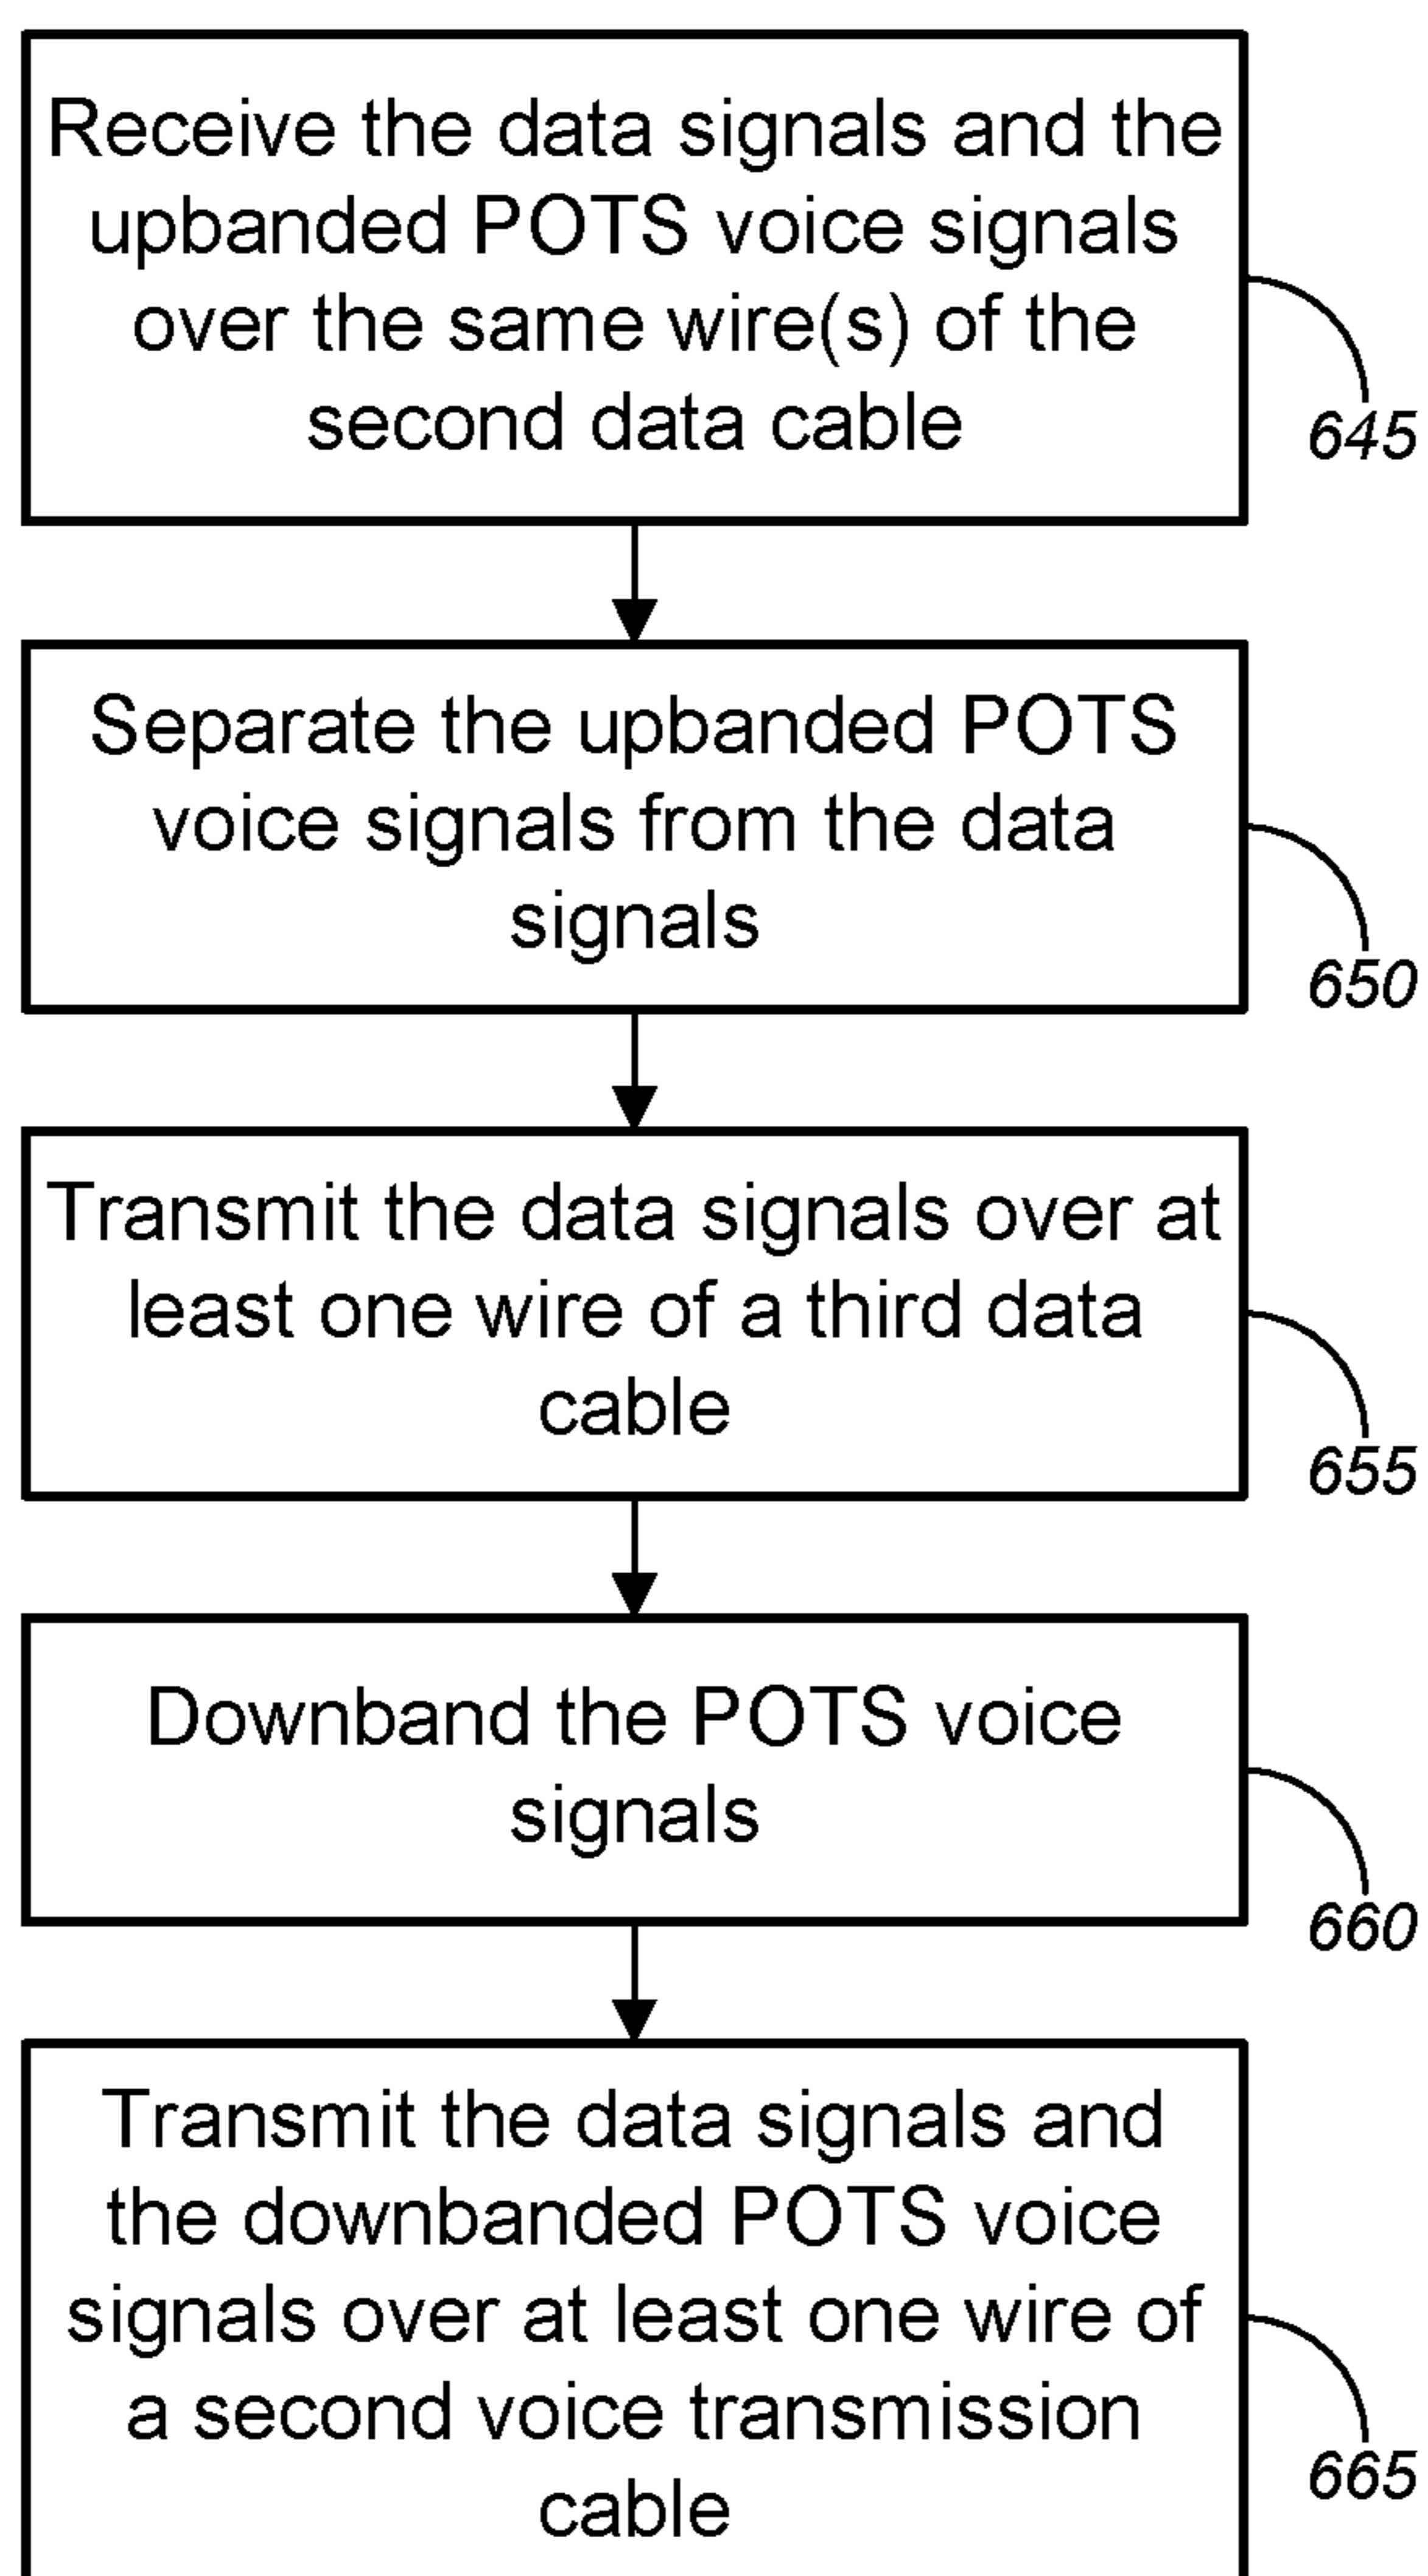 Receive the data signals and the
upbanded POTS voice signals
over the same wire(s) of the
second data cable
645
Separate the upbanded POTS
voice signals from the data
signals
650
Transmit the data signals over at
least one wire of a third data
cable
655
Downband the POTS voice
signals
660
Transmit the data signals and
the downbanded POTS voice
signals over at least one wire of
a second voice transmission
cable
665